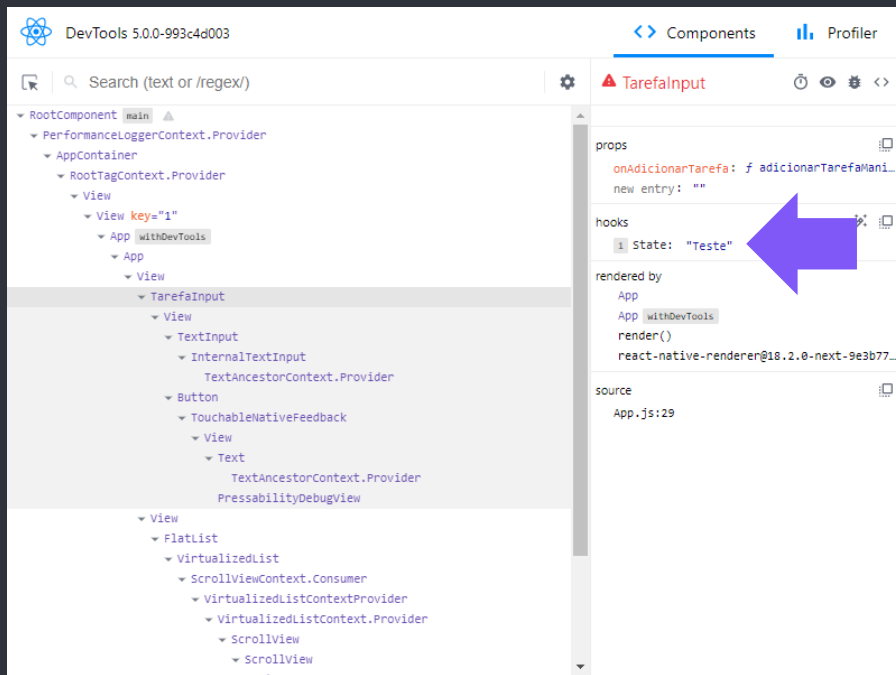 DevTools 5.0.0-993c4d003
Components
Profiler
Search (text or /regex/)
RootComponent main
PerformanceLoggerContext.Provider
AppContainer
RootTagContext.Provider
View
View key="1"
App withDevTools
App
View
TarefaInput
View
TextInput
InternalTextInput
TextAncestorContext.Provider
Button
TouchableNativeFeedback
View
Text
TextAncestorContext.Provider
PressabilityDebugView
View
FlatList
VirtualizedList
ScrollViewContext.Consumer
VirtualizedListContextProvider
VirtualizedListContext.Provider
ScrollView
ScrollView
TarefaInput
props
onAdicionarTarefa: ƒ adicionarTarefaMani…
new entry: ""
hooks
1 State: "Teste"
rendered by
App
App withDevTools
render()
react-native-renderer@18.2.0-next-9e3b77…
source
App.js:29